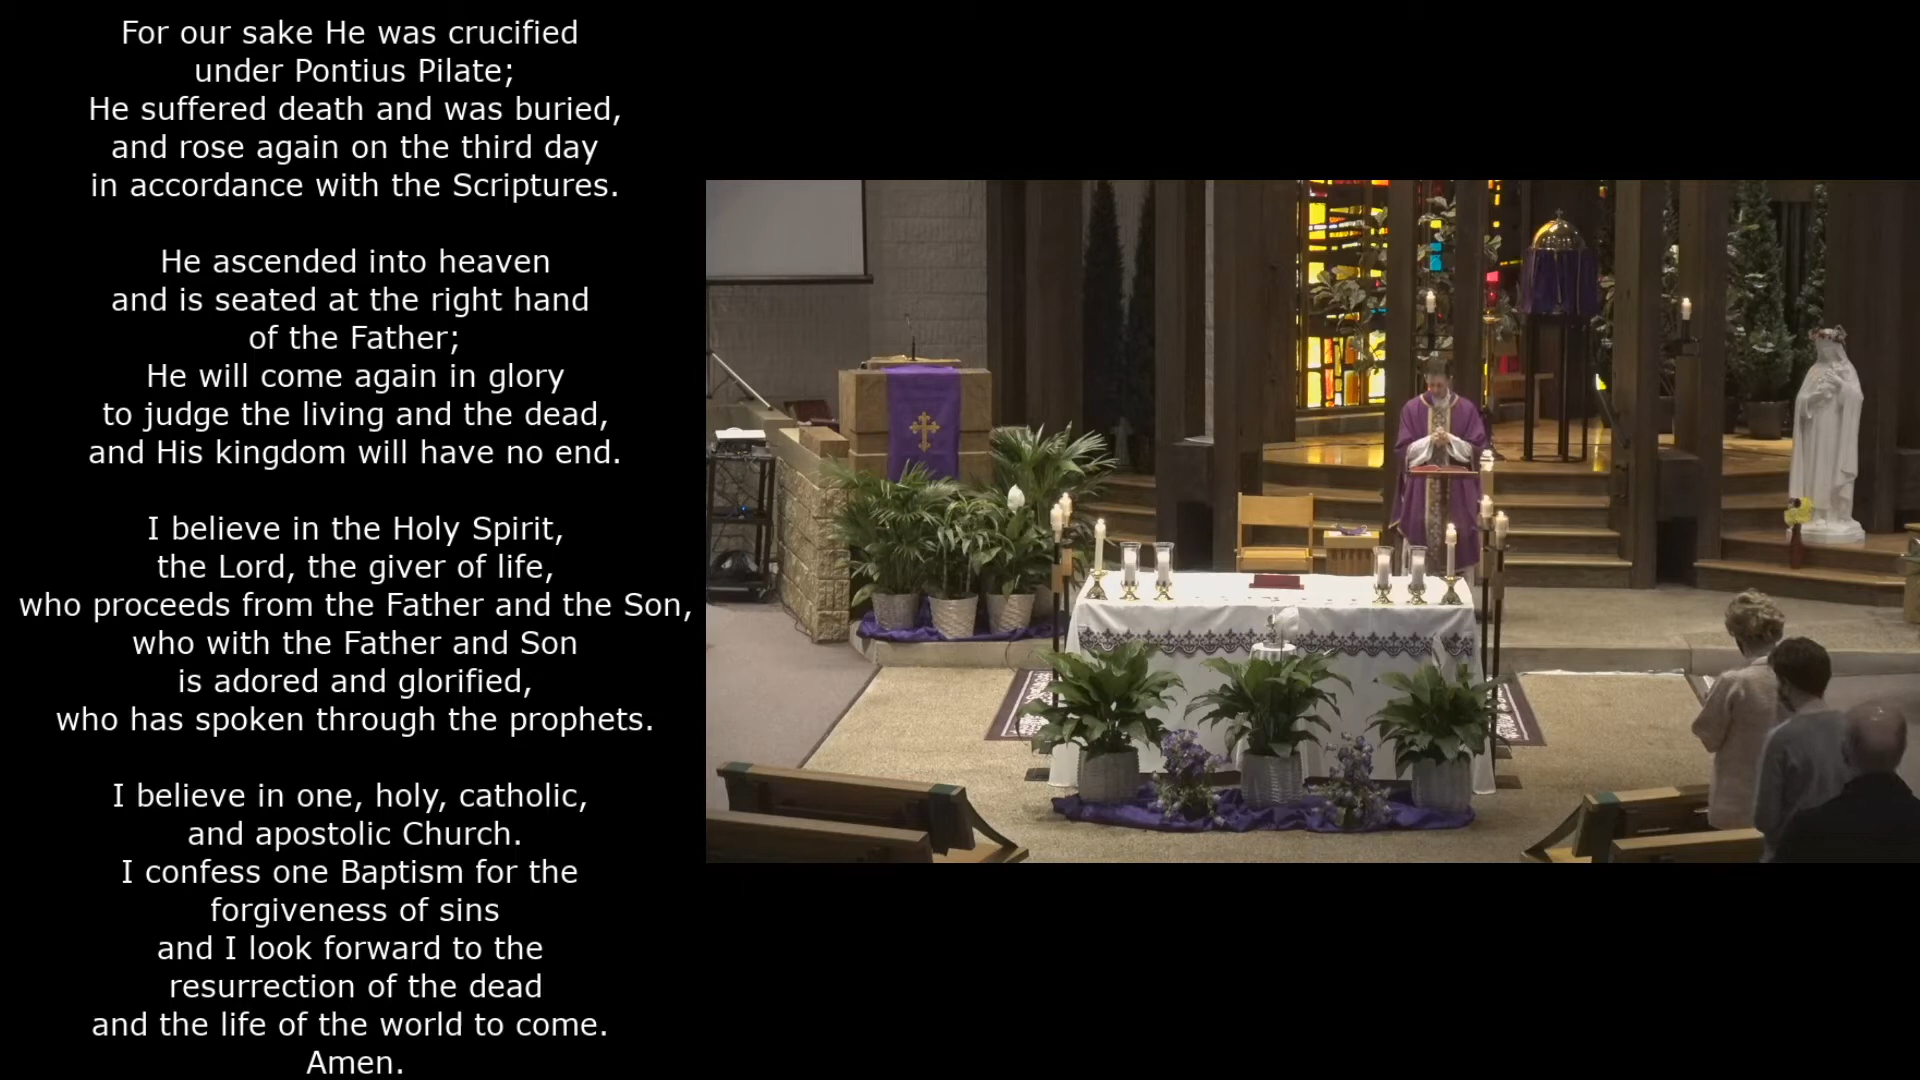 For our sake He was crucified
under Pontius Pilate;
He suffered death and was buried,
and rose again on the third day
in accordance with the Scriptures.
He ascended into heaven
and is seated at the right hand
of the Father;
He will come again in glory
to judge the living and the dead,
and His kingdom will have no end.
I believe in the Holy Spirit,
the Lord, the giver of life,
who proceeds from the Father and the Son,
who with the Father and Son
is adored and glorified,
who has spoken through the prophets.
I believe in one, holy, catholic,
and apostolic Church.
I confess one Baptism for the
forgiveness of sins
and I look forward to the
resurrection of the dead
and the life of the world to come.
Amen.